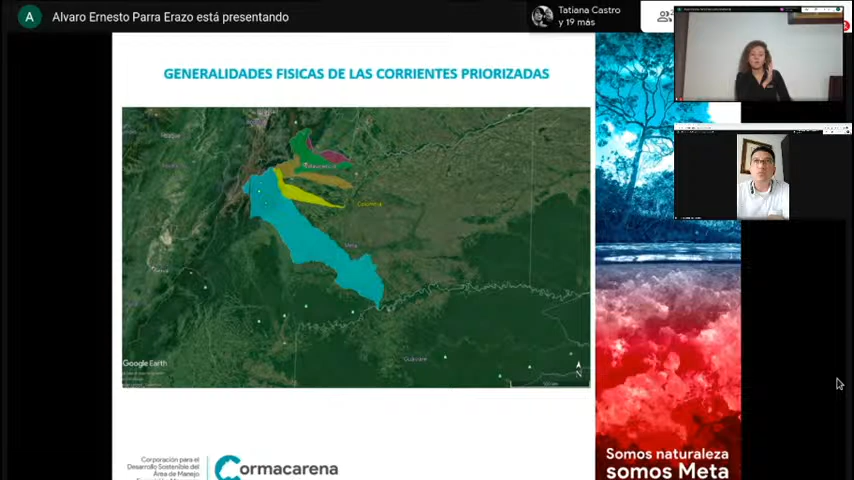 A
Alvaro Ernesto Parra Erazo está presentando
Tatiana Castro
y 19 más
GENERALIDADES FISICAS DE LAS CORRIENTES PRIORIZADAS
Colombia
Meta
Guaviare
Google Earth
N
Corporación para el
Desarrollo Sostenible del
Área de Manejo
Cormacarena
Somos naturaleza
somos Meta